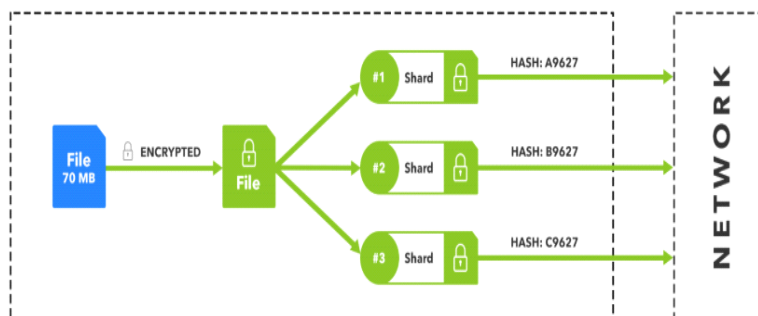 File
70 MB
ENCRYPTED
File
#1 Shard
HASH: A9627
#2 Shard
HASH: B9627
#3 Shard
HASH: C9627
NETWORK